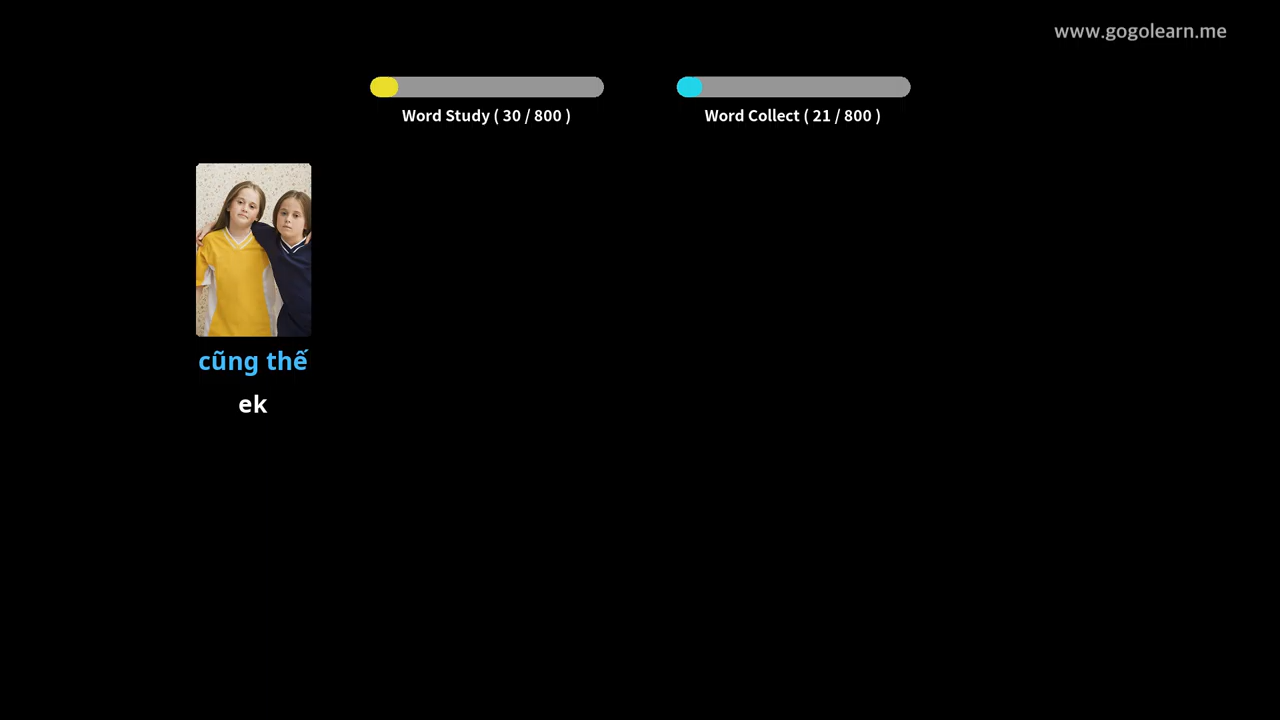 www.gogolearn.me
Word Study ( 30 / 800 )
Word Collect ( 21 / 800 )
cũng thế
ek